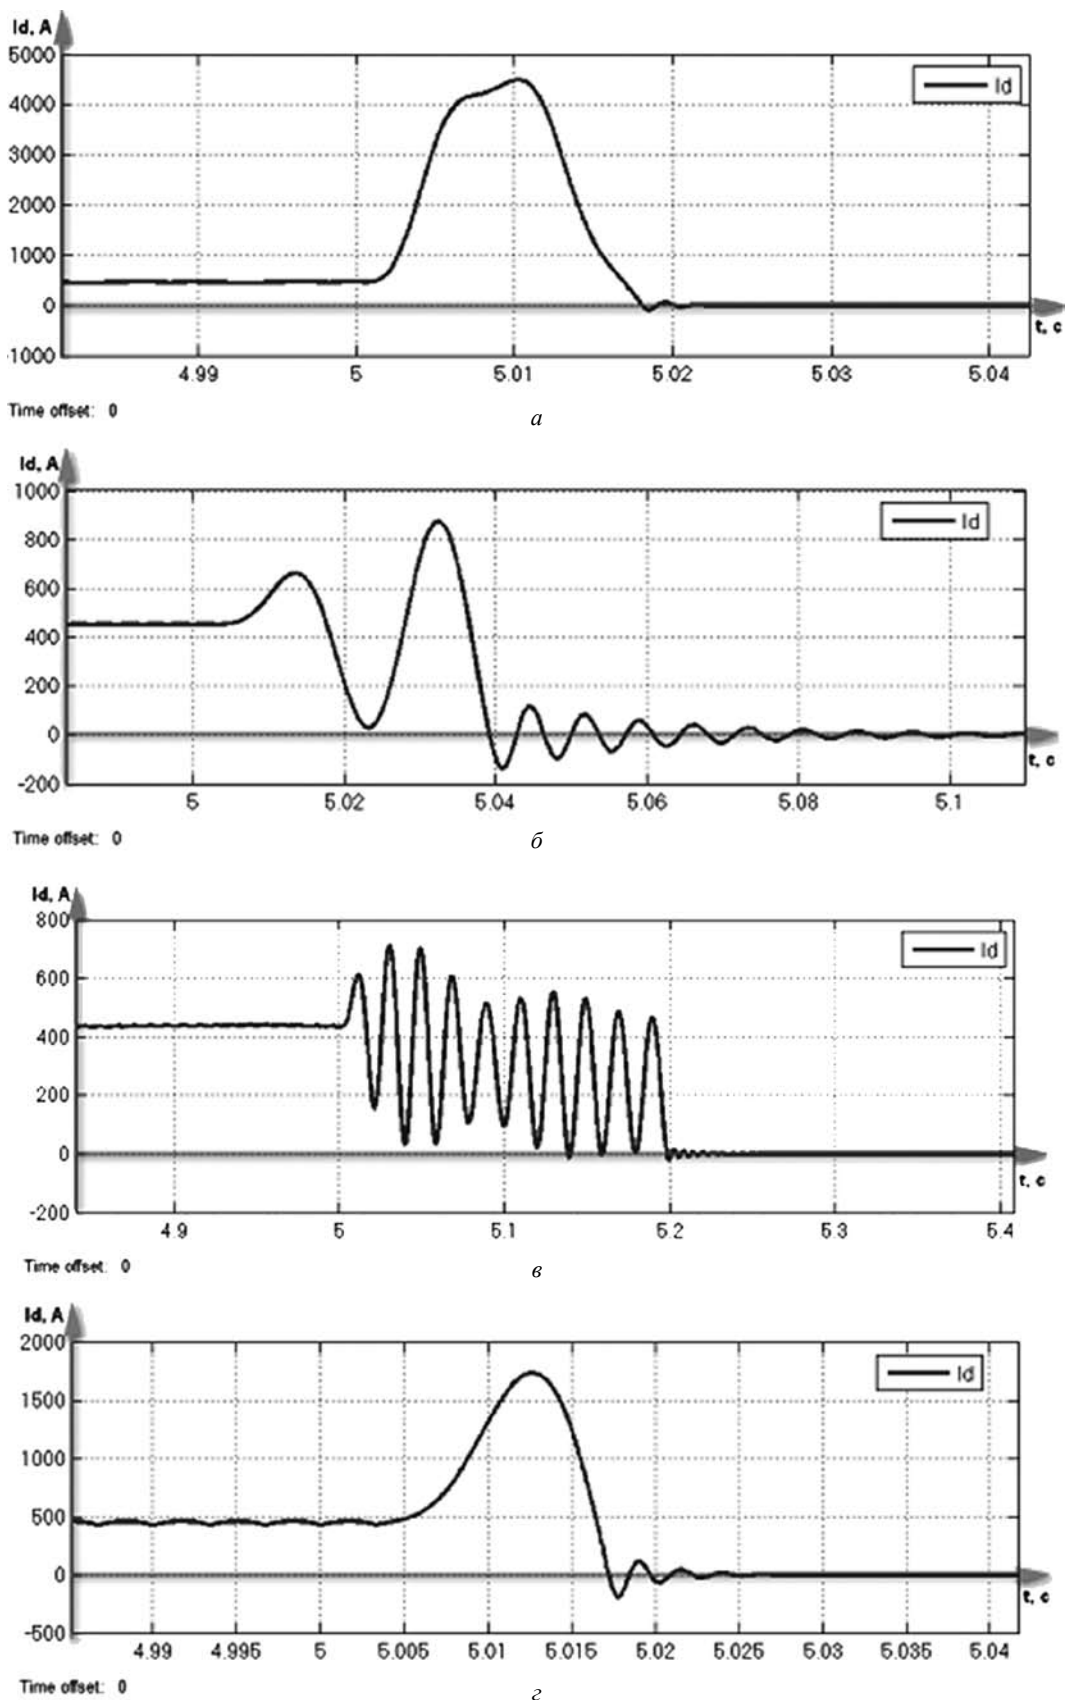 Id, A
5000
Id
4000
3000
2000
1000
0
t, c
-1000
4.99 5 5.01 5.02 5.03 5.04
Time offset: 0
а
Id, A
1000
Id
800
600
400
200
0
t, c
-200
5 5.02 5.04 5.06 5.08 5.1
Time offset: 0
б
Id, A
800
Id
600
400
200
0
t, c
-200
4.9 5 5.1 5.2 5.3 5.4
Time offset: 0
в
Id, A
2000
Id
1500
1000
500
0
t, c
-500
4.99 4.995 5 5.005 5.01 5.015 5.02 5.025 5.03 5.035 5.04
Time offset: 0
г